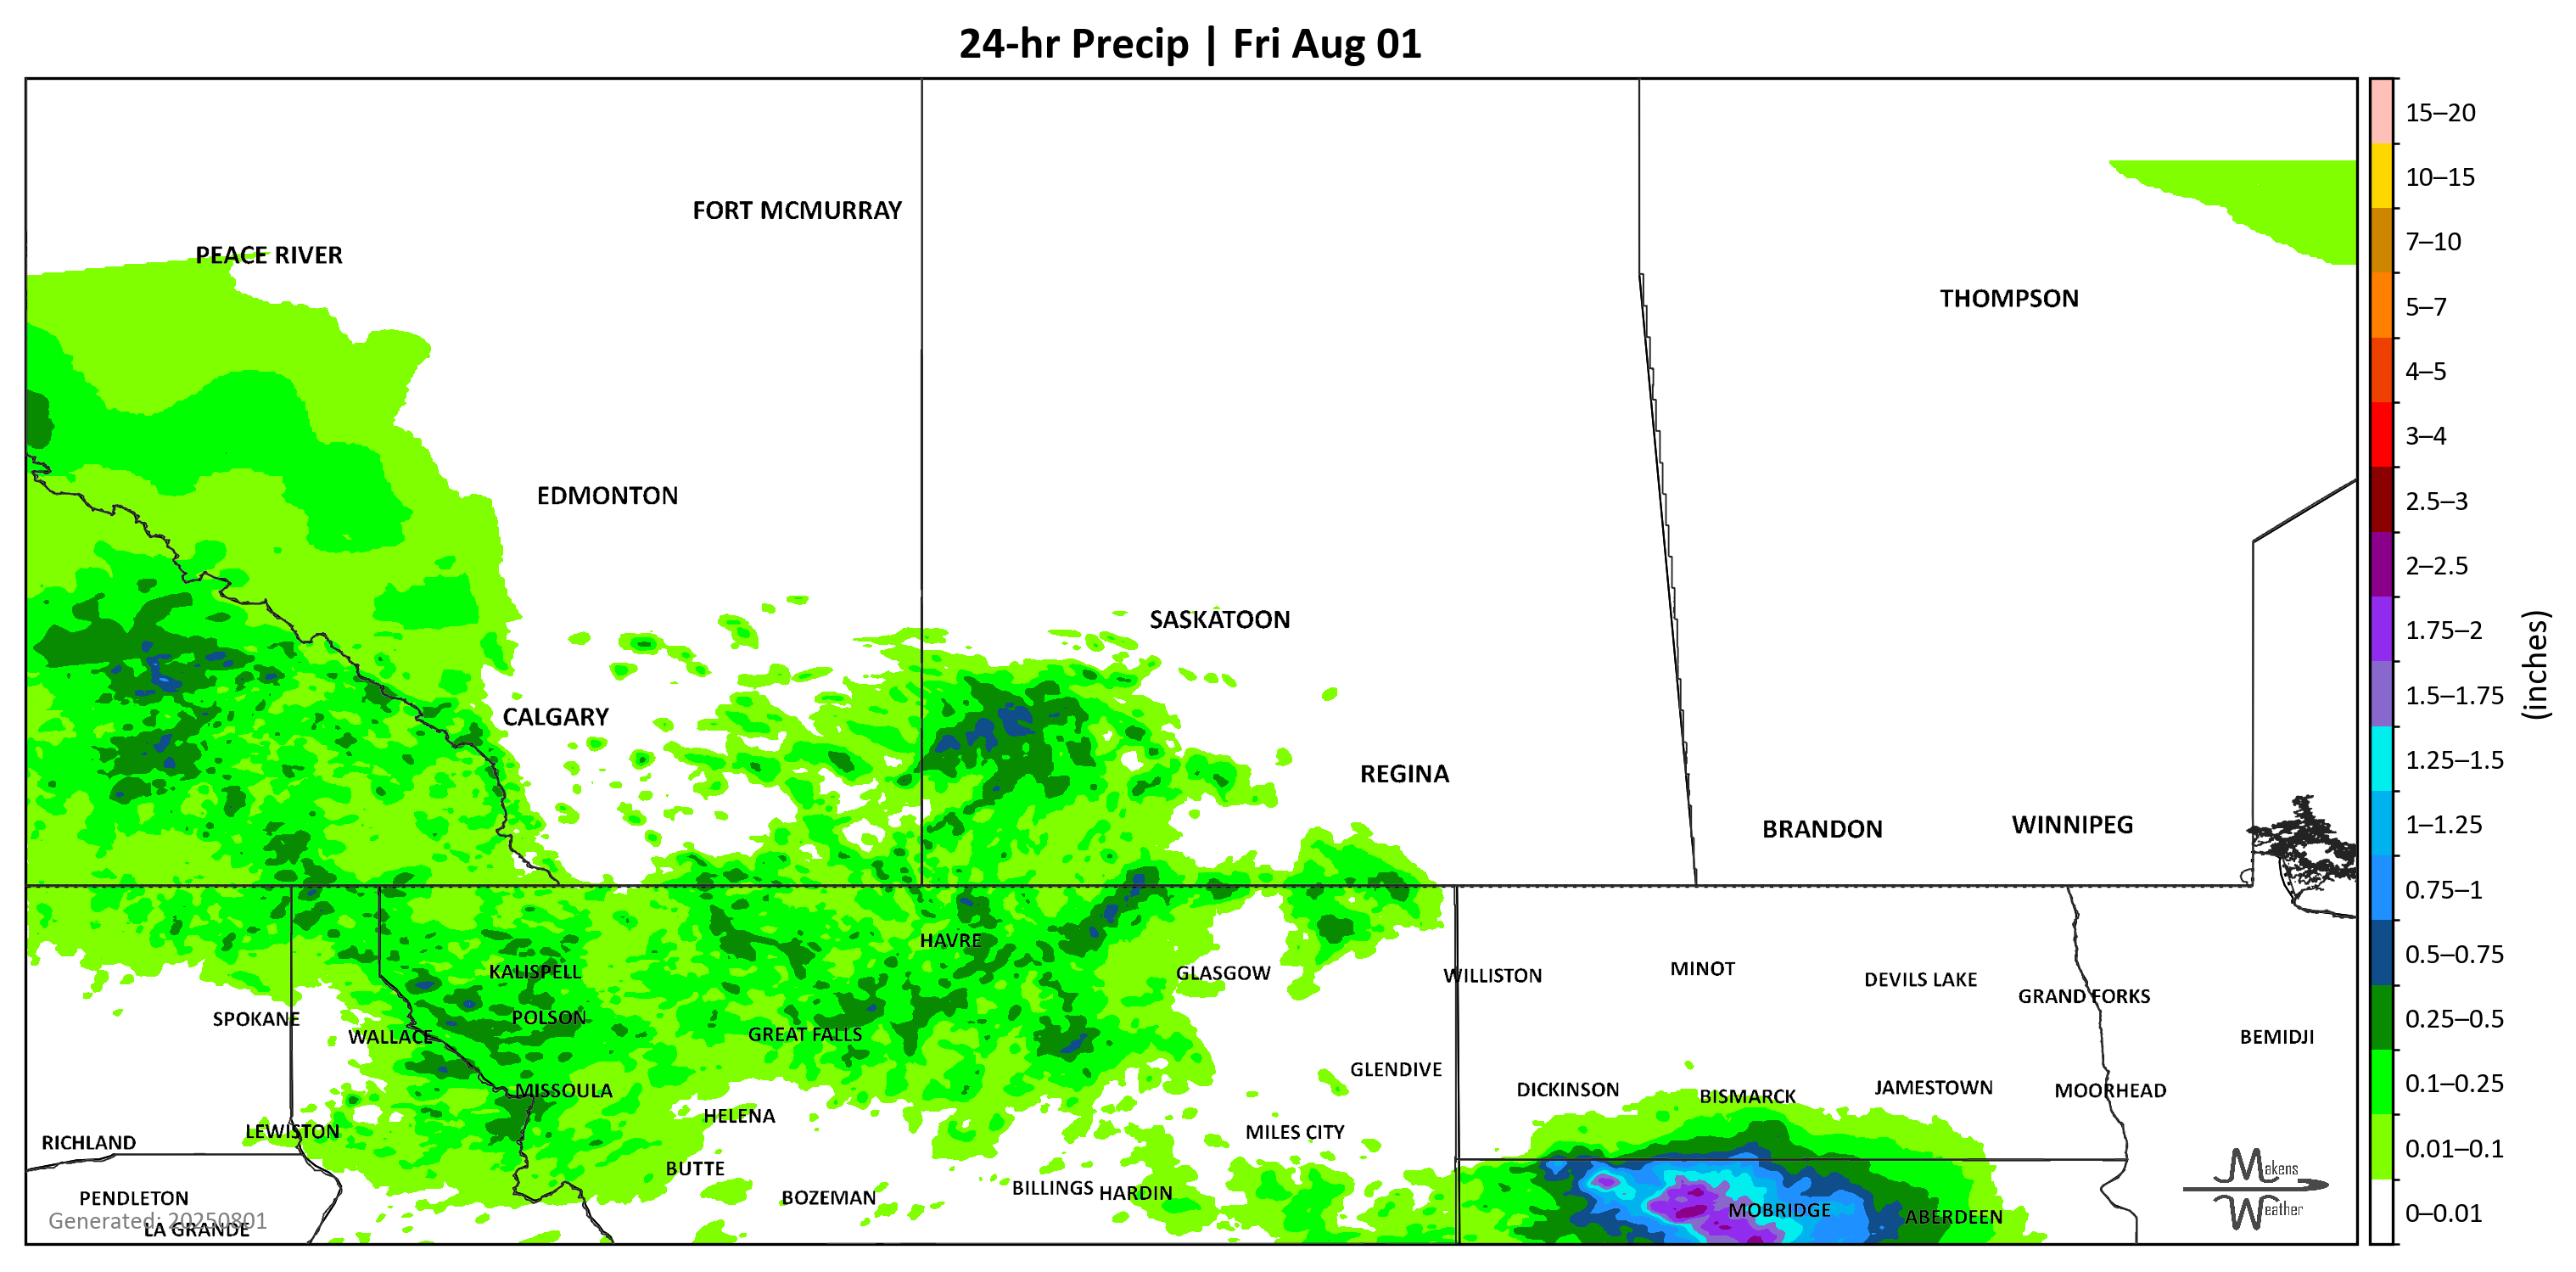 24-hr Precip | Fri Aug 01
FORT MCMURRAY
PEACE RIVER
THOMPSON
EDMONTON
SASKATOON
CALGARY
REGINA
BRANDON
WINNIPEG
HAVRE
KALISPELL
GLASGOW
WILLISTON
MINOT
DEVILS LAKE
GRAND FORKS
SPOKANE
WALLACE
POLSON
GREAT FALLS
BEMIDJI
GLENDIVE
MISSOULA
DICKINSON
BISMARCK
JAMESTOWN
MOORHEAD
HELENA
LEWISTON
MILES CITY
RICHLAND
BUTTE
BILLINGS
HARDIN
PENDLETON
BOZEMAN
MOBRIDGE
ABERDEEN
Generated: 20250801
LA GRANDE
Makens
Weather
15–20
10–15
7–10
5–7
4–5
3–4
2.5–3
2–2.5
1.75–2
1.5–1.75
1.25–1.5
1–1.25
0.75–1
0.5–0.75
0.25–0.5
0.1–0.25
0.01–0.1
0–0.01
(inches)